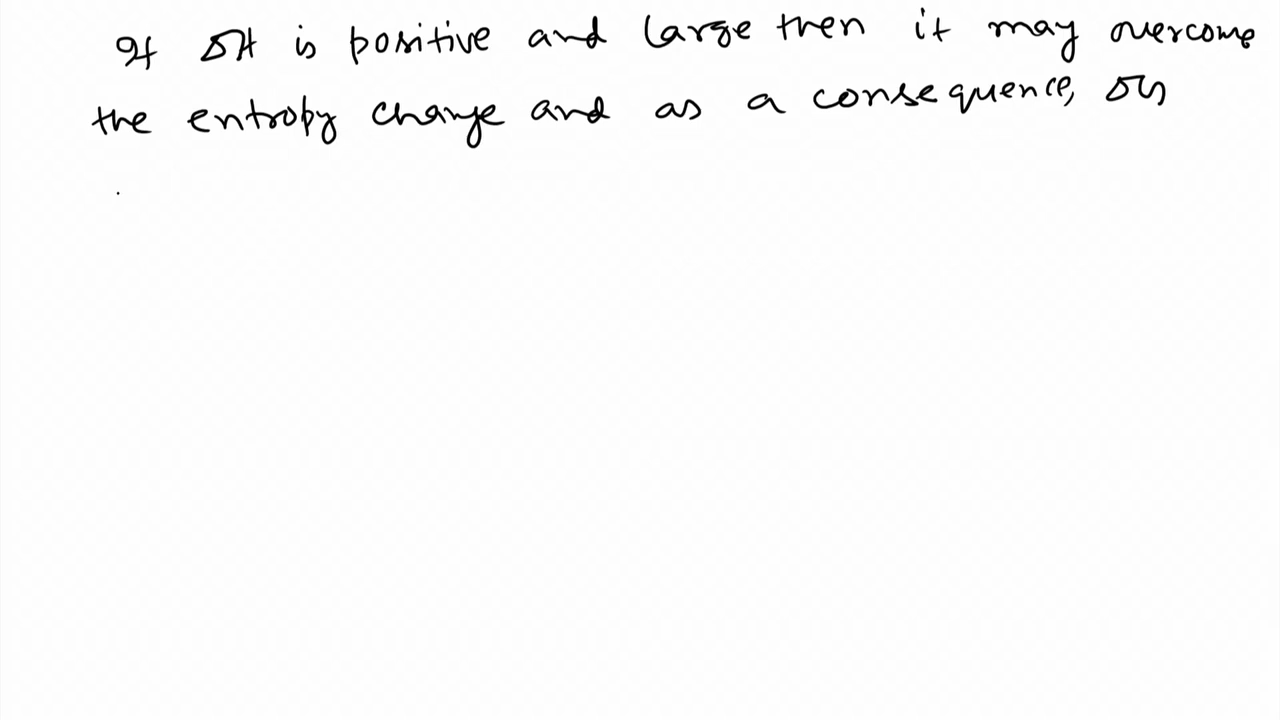 If ΔH is positive and large then it may overcome
the entropy change and as a consequence, ΔG